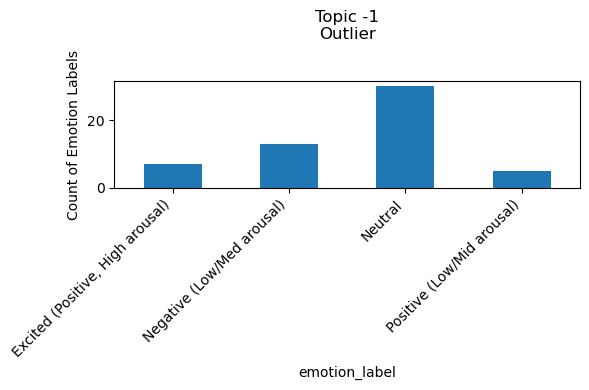 Topic -1
Outlier
Count of Emotion Labels
20
0
Excited (Positive, High arousal)
Negative (Low/Med arousal)
Neutral
Positive (Low/Mid arousal)
emotion_label